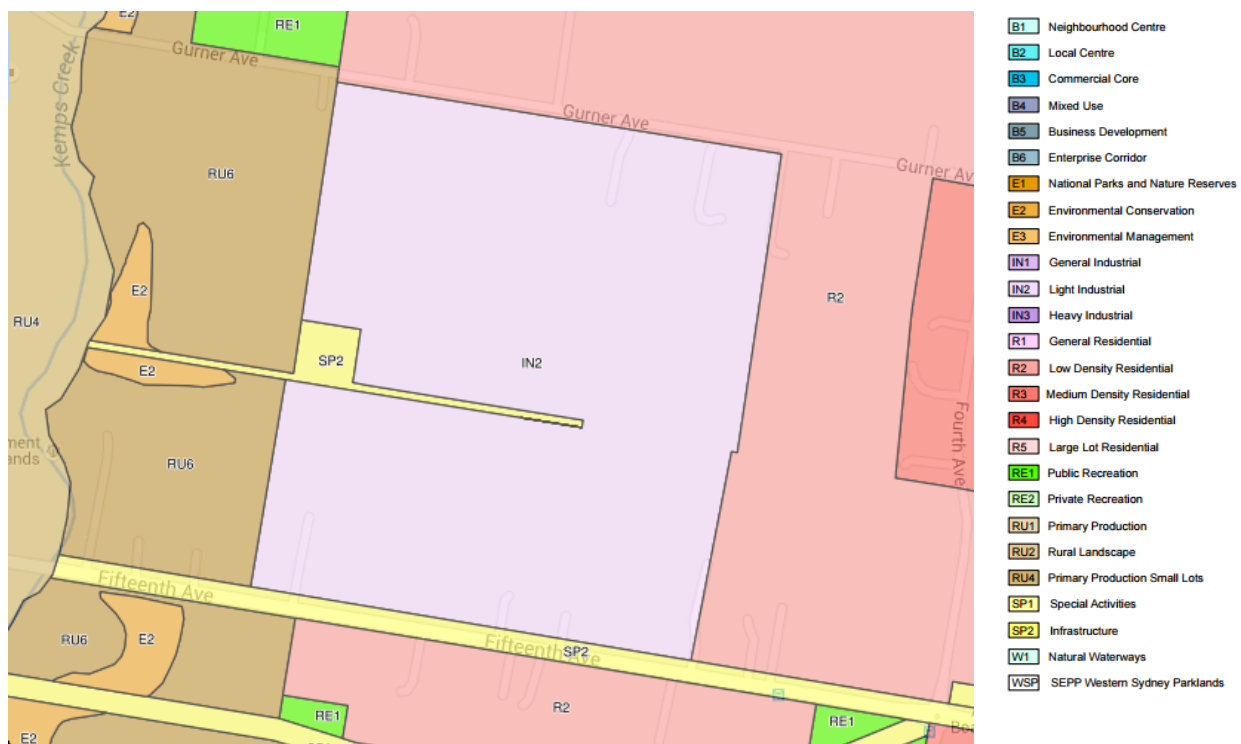 E2
RE1
Gurner Ave
Kemps Creek
Gurner Ave
Gurner Av
RU6
E2
R2
RU4
SP2
IN2
E2
Fourth Ave
ment
ands
RU6
Fifteenth Ave
RU6
E2
Fifteenth Ave
SP2
R2
RE1
RE1
E2
B1 Neighbourhood Centre
B2 Local Centre
B3 Commercial Core
B4 Mixed Use
B5 Business Development
B6 Enterprise Corridor
E1 National Parks and Nature Reserves
E2 Environmental Conservation
E3 Environmental Management
IN1 General Industrial
IN2 Light Industrial
IN3 Heavy Industrial
R1 General Residential
R2 Low Density Residential
R3 Medium Density Residential
R4 High Density Residential
R5 Large Lot Residential
RE1 Public Recreation
RE2 Private Recreation
RU1 Primary Production
RU2 Rural Landscape
RU4 Primary Production Small Lots
SP1 Special Activities
SP2 Infrastructure
W1 Natural Waterways
WSP SEPP Western Sydney Parklands